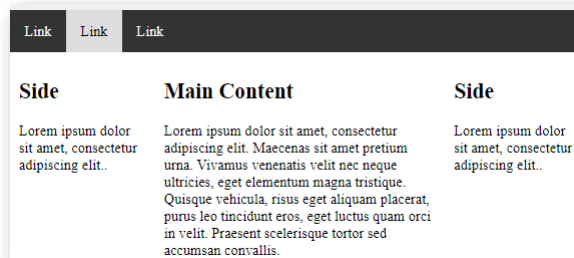 Link Link Link
Side
Lorem ipsum dolor
sit amet, consectetur
adipiscing elit..
Main Content
Lorem ipsum dolor sit amet, consectetur
adipiscing elit. Maecenas sit amet pretium
urna. Vivamus venenatis velit nec neque
ultricies, eget elementum magna tristique.
Quisque vehicula, risus eget aliquam placerat,
purus leo tincidunt eros, eget luctus quam orci
in velit. Praesent scelerisque tortor sed
accumsan convallis.
Side
Lorem ipsum dolor
sit amet, consectetur
adipiscing elit..